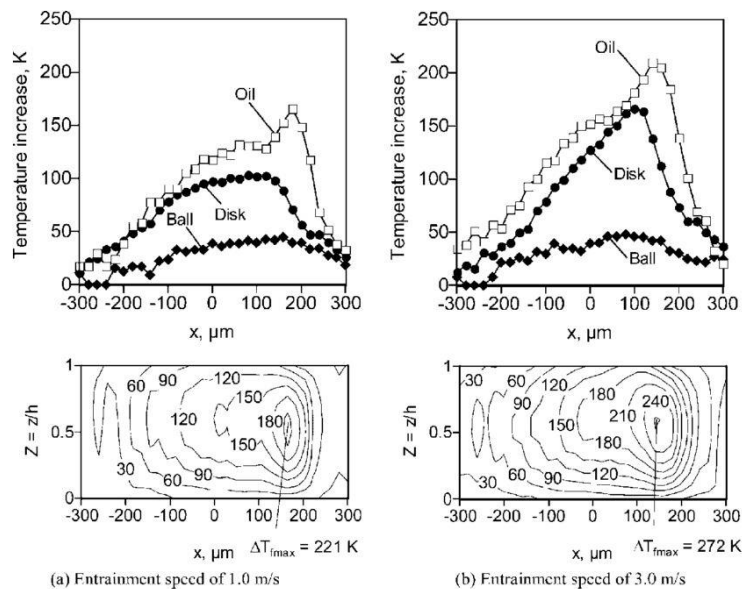 Temperature increase, K
250
200
150
100
50
0
Oil
Disk
Ball
-300 -200 -100 0 100 200 300
x, µm
Temperature increase, K
250
200
150
100
50
0
Oil
Disk
Ball
-300 -200 -100 0 100 200 300
x, µm
Z = z/h
1
0.5
0
60 90 120
150
120 180
150
30 60 90
-300 -200 -100 0 100 200 300
x, µm
ΔTfmax = 221 K
(a) Entrainment speed of 1.0 m/s
Z = z/h
1
0.5
0
30 60 120
90 180 240
150 210
180
30 60 90 120
-300 -200 -100 0 100 200 300
x, µm
ΔTfmax = 272 K
(b) Entrainment speed of 3.0 m/s